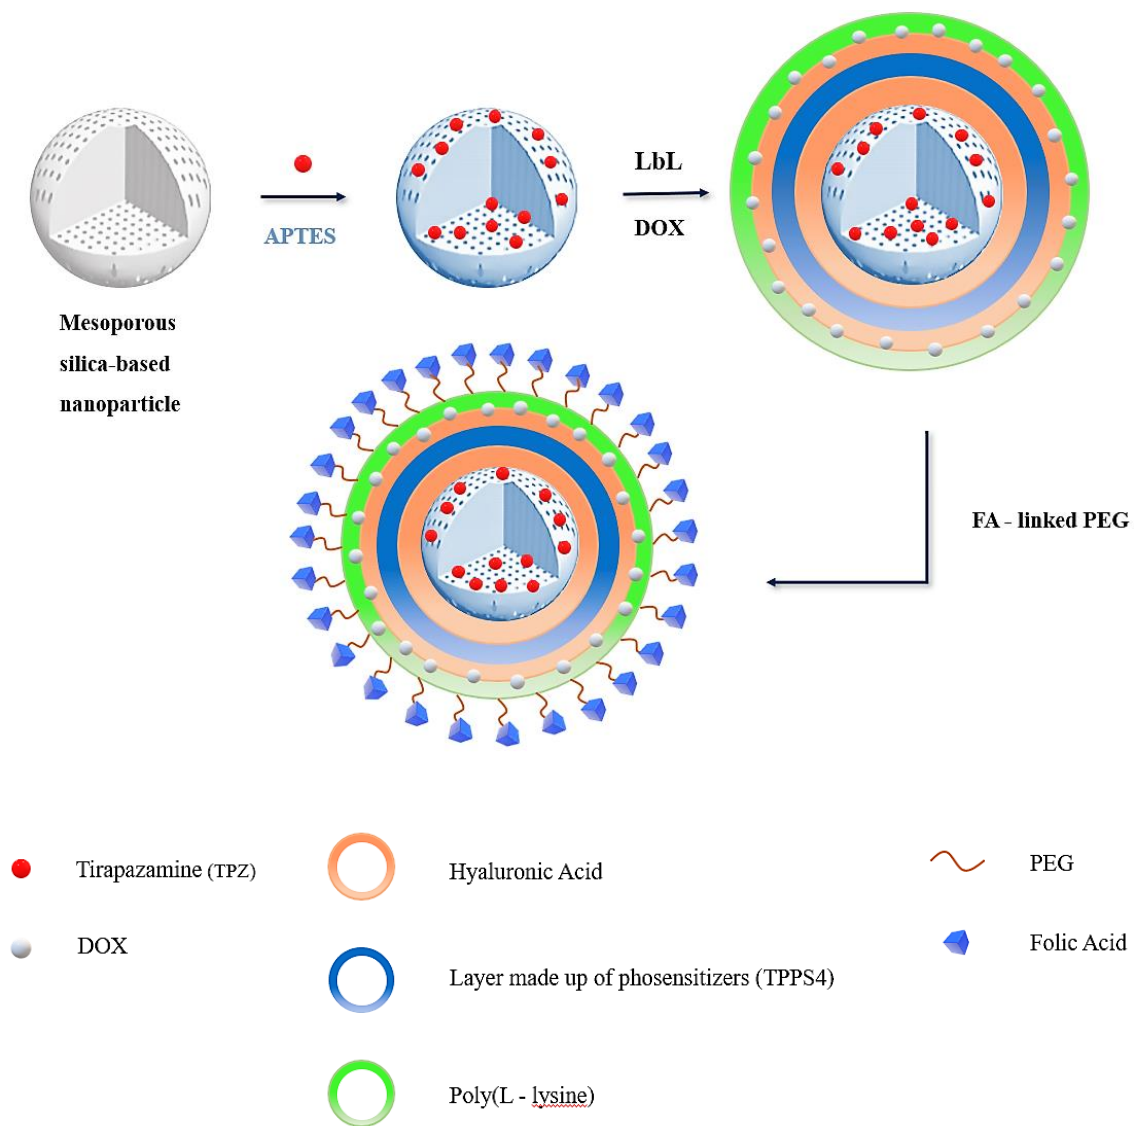 APTES
LbL
DOX
Mesoporous
silica-based
nanoparticle
FA - linked PEG
Tirapazamine (TPZ)
Hyaluronic Acid
PEG
DOX
Folic Acid
Layer made up of phosensitizers (TPPS4)
Poly(L - lysine)